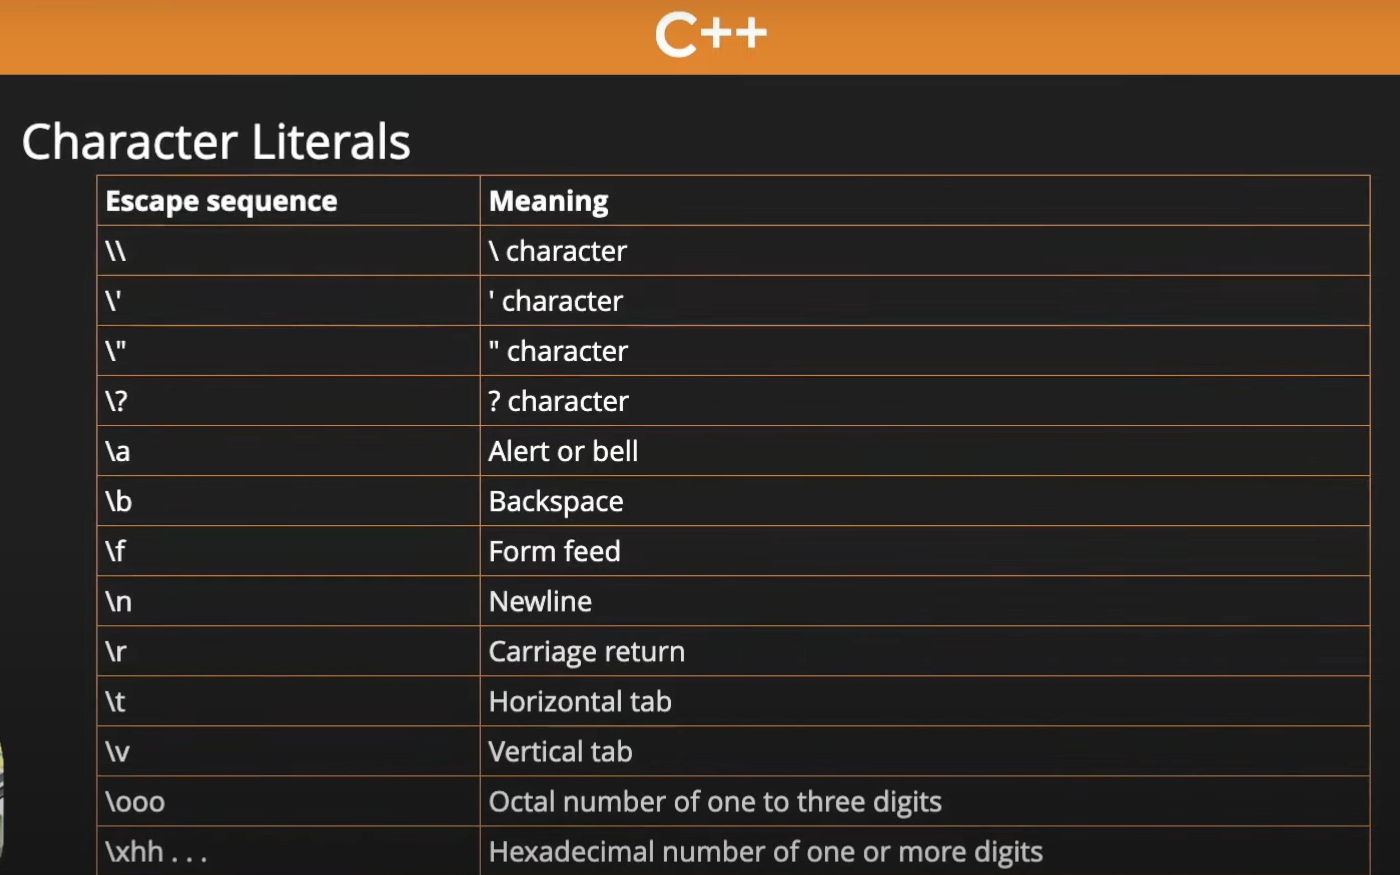 C++
Character Literals
Escape sequence Meaning
\\ \ character
\' ' character
\" " character
\? ? character
\a Alert or bell
\b Backspace
\f Form feed
\n Newline
\r Carriage return
\t Horizontal tab
\v Vertical tab
\ooo Octal number of one to three digits
\xhh . . . Hexadecimal number of one or more digits